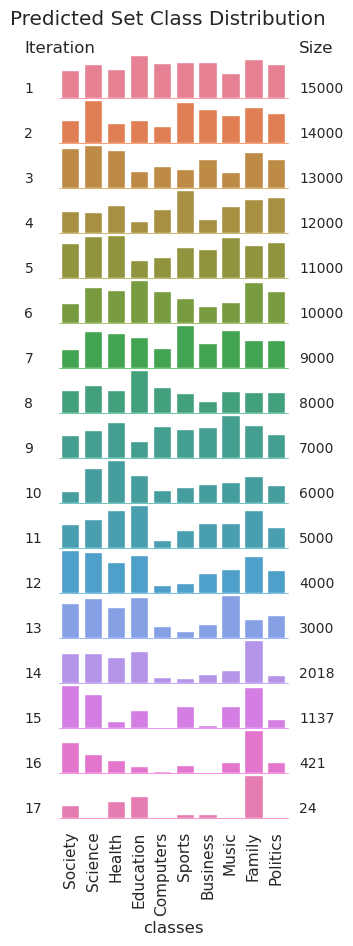 Predicted Set Class Distribution
Iteration Size
1 15000
2 14000
3 13000
4 12000
5 11000
6 10000
7 9000
8 8000
9 7000
10 6000
11 5000
12 4000
13 3000
14 2018
15 1137
16 421
17 24
Society
Science
Health
Education
Computers
Sports
Business
Music
Family
Politics
classes